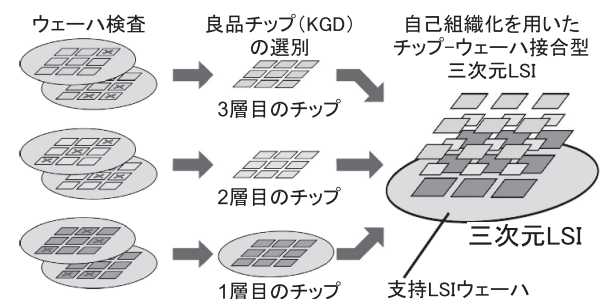 ウェーハ検査
良品チップ(KGD)
の選別
自己組織化を用いた
チップ-ウェーハ接合型
三次元LSI
3層目のチップ
2層目のチップ
1層目のチップ
三次元LSI
支持LSIウェーハ